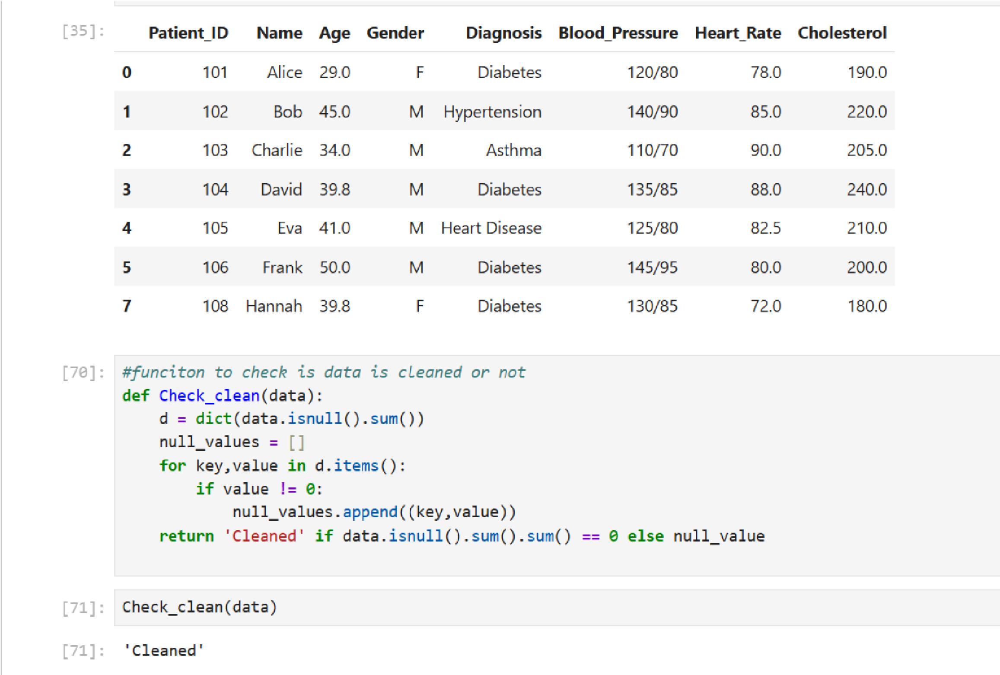 [35]: Patient_ID Name Age Gender Diagnosis Blood_Pressure Heart_Rate Cholesterol
0 101 Alice 29.0 F Diabetes 120/80 78.0 190.0
1 102 Bob 45.0 M Hypertension 140/90 85.0 220.0
2 103 Charlie 34.0 M Asthma 110/70 90.0 205.0
3 104 David 39.8 M Diabetes 135/85 88.0 240.0
4 105 Eva 41.0 M Heart Disease 125/80 82.5 210.0
5 106 Frank 50.0 M Diabetes 145/95 80.0 200.0
7 108 Hannah 39.8 F Diabetes 130/85 72.0 180.0
[70]: #funciton to check is data is cleaned or not
def Check_clean(data):
    d = dict(data.isnull().sum())
    null_values = []
    for key,value in d.items():
        if value != 0:
            null_values.append((key,value))
    return 'Cleaned' if data.isnull().sum().sum() == 0 else null_value
[71]: Check_clean(data)
[71]: 'Cleaned'